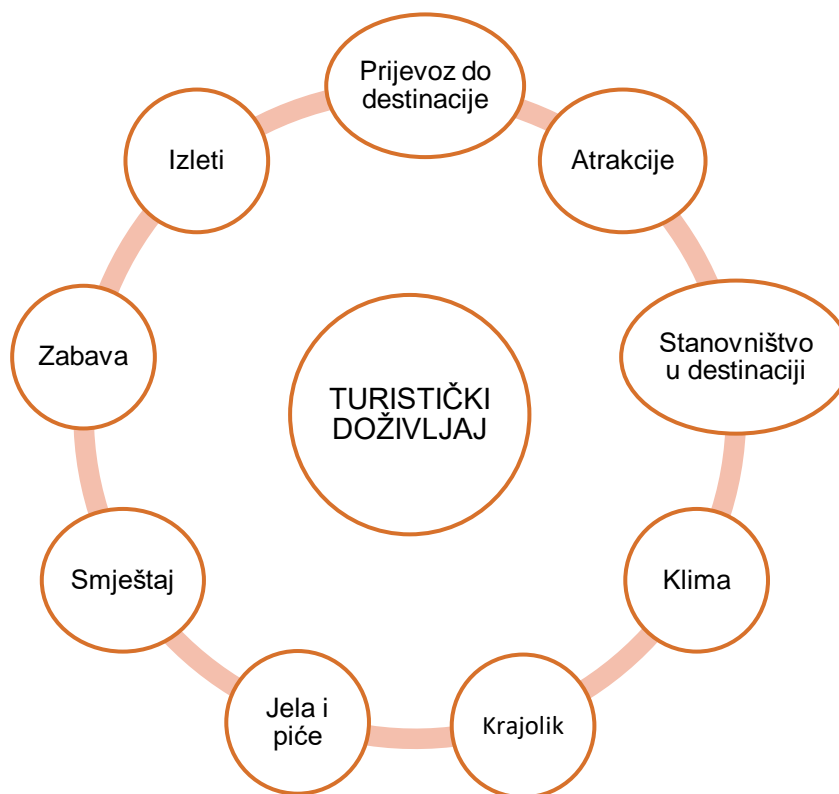 Prijevoz do
destinacije
Atrakcije
Stanovništvo
u destinaciji
Klima
Krajolik
Jela i
piće
Smještaj
Zabava
Izleti
TURISTIČKI
DOŽIVLJAJ